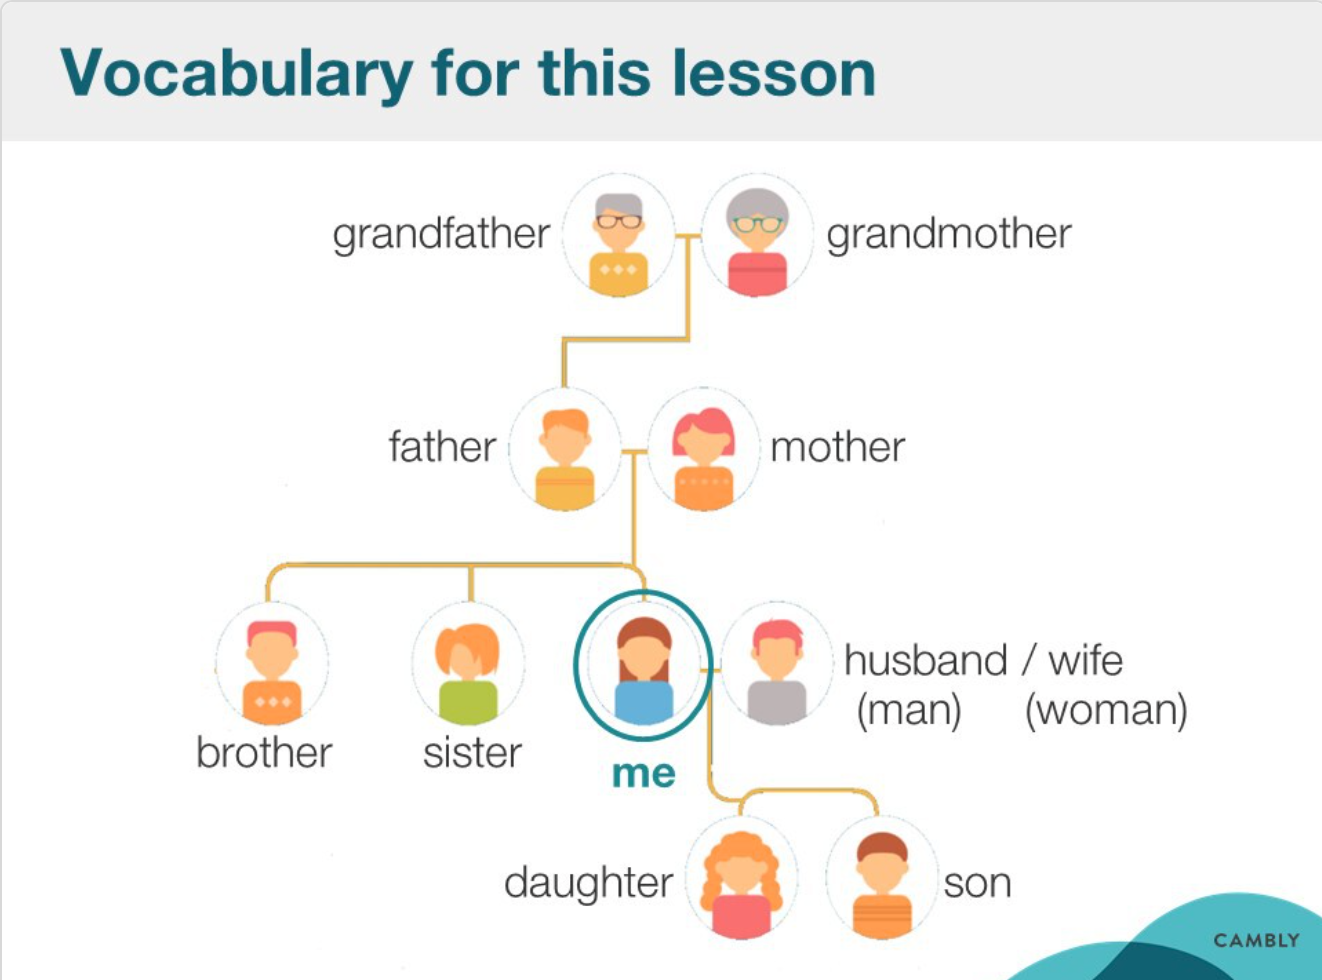 Vocabulary for this lesson
grandfather
grandmother
father
mother
husband / wife
(man) (woman)
brother
sister
me
daughter
son
CAMBLY